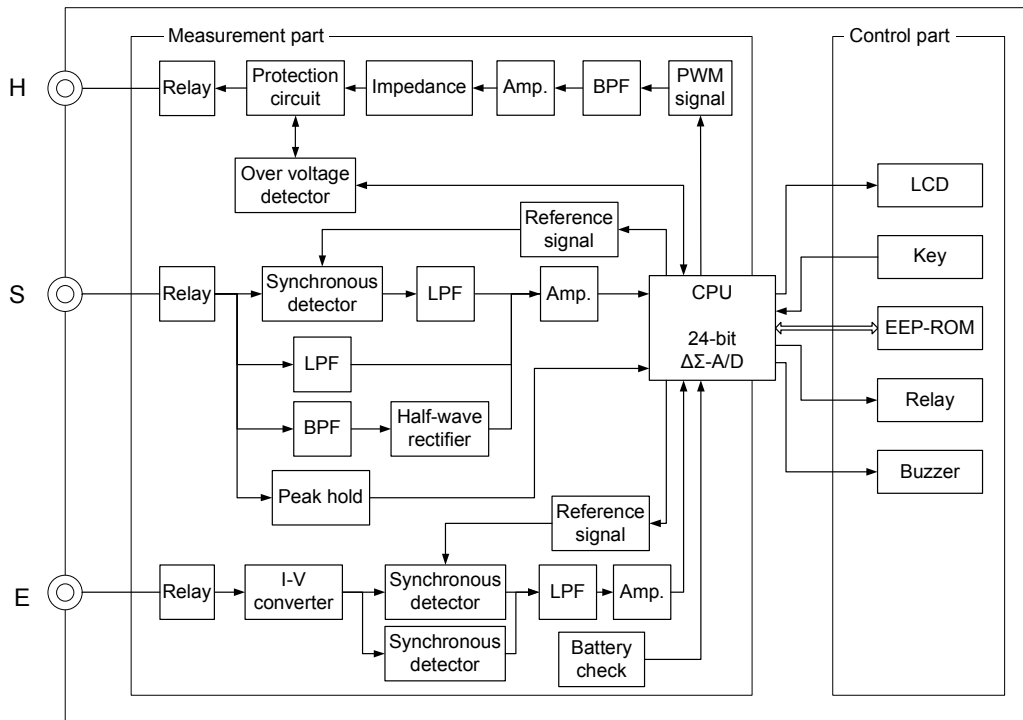 Measurement part
Control part
H
Relay
Protection
circuit
Impedance
Amp.
BPF
PWM
signal
Over voltage
detector
LCD
Reference
signal
Key
S
Relay
Synchronous
detector
LPF
Amp.
CPU
24-bit
ΔΣ-A/D
EEP-ROM
LPF
Relay
BPF
Half-wave
rectifier
Buzzer
Peak hold
Reference
signal
E
Relay
I-V
converter
Synchronous
detector
LPF
Amp.
Synchronous
detector
Battery
check